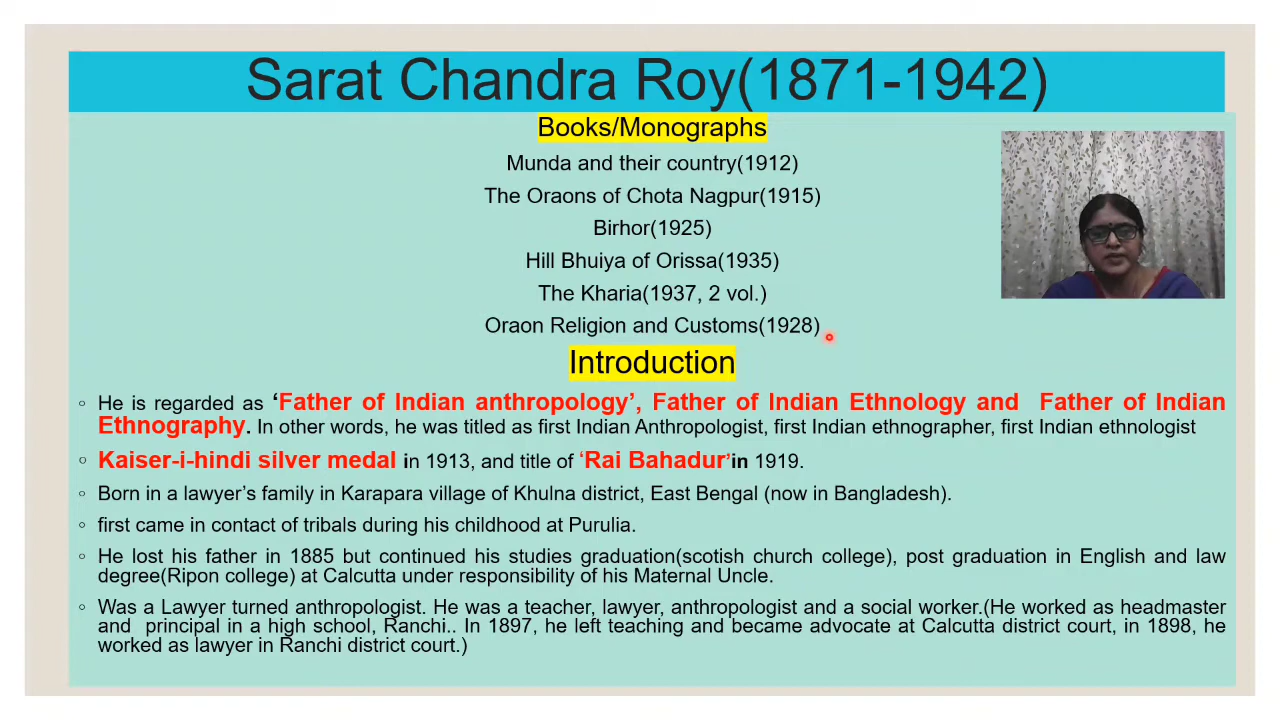 Sarat Chandra Roy(1871-1942)
Books/Monographs
Munda and their country(1912)
The Oraons of Chota Nagpur(1915)
Birhor(1925)
Hill Bhuiya of Orissa(1935)
The Kharia(1937, 2 vol.)
Oraon Religion and Customs(1928)
Introduction
◦ He is regarded as ‘Father of Indian anthropology’, Father of Indian Ethnology and Father of Indian
Ethnography. In other words, he was titled as first Indian Anthropologist, first Indian ethnographer, first Indian ethnologist
◦ Kaiser-i-hindi silver medal in 1913, and title of ‘Rai Bahadur’in 1919.
◦ Born in a lawyer’s family in Karapara village of Khulna district, East Bengal (now in Bangladesh).
◦ first came in contact of tribals during his childhood at Purulia.
◦ He lost his father in 1885 but continued his studies graduation(scotish church college), post graduation in English and law
degree(Ripon college) at Calcutta under responsibility of his Maternal Uncle.
◦ Was a Lawyer turned anthropologist. He was a teacher, lawyer, anthropologist and a social worker.(He worked as headmaster
and principal in a high school, Ranchi.. In 1897, he left teaching and became advocate at Calcutta district court, in 1898, he
worked as lawyer in Ranchi district court.)